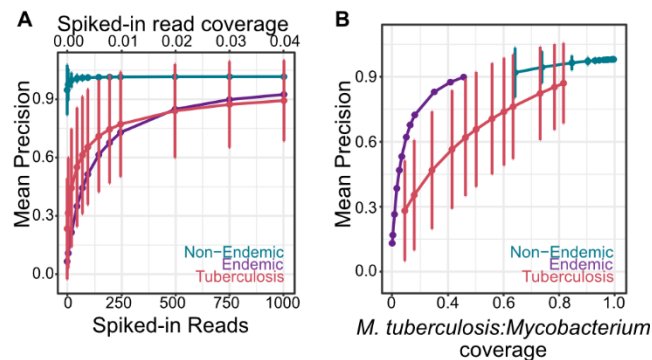 A
Spiked-in read coverage
0.00 0.01 0.02 0.03 0.04
Mean Precision
0.9
0.6
0.3
0.0
Non-Endemic
Endemic
Tuberculosis
0 250 500 750 1000
Spiked-in Reads
B
Mean Precision
0.9
0.6
0.3
0.0
Non-Endemic
Endemic
Tuberculosis
0 0.4 0.6 0.8 1.0
M. tuberculosis:Mycobacterium
coverage